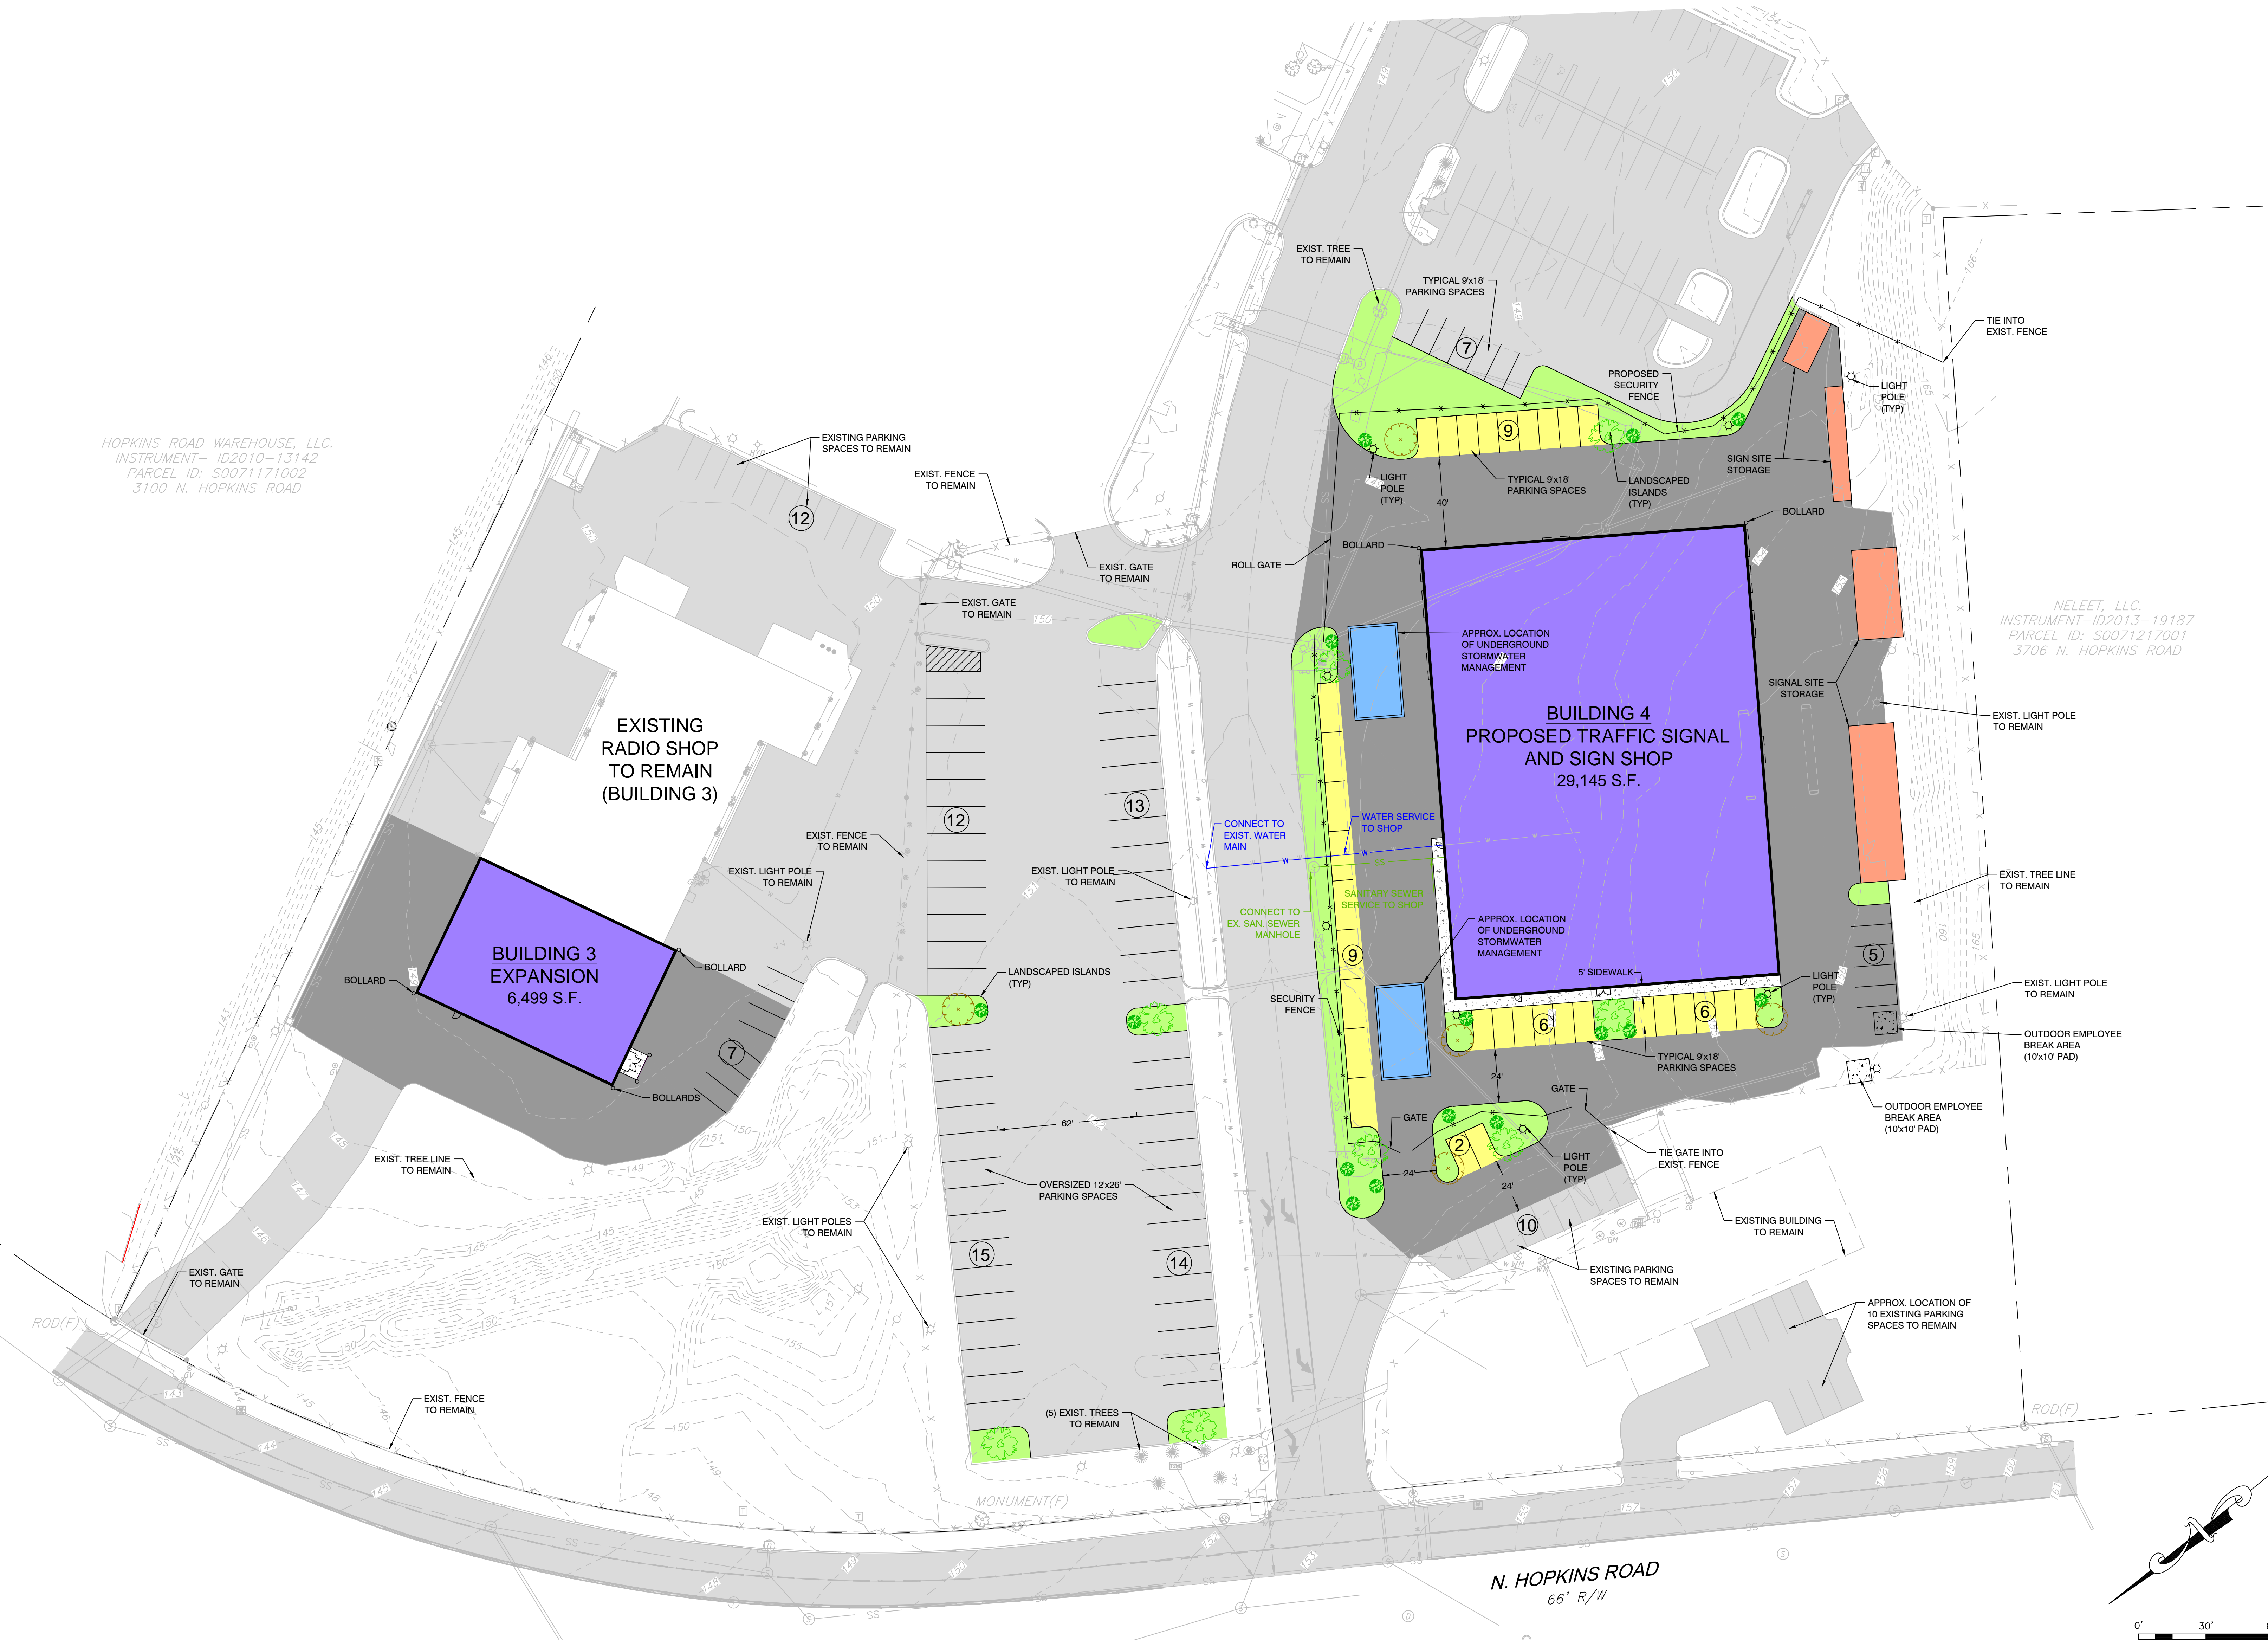 HOPKINS ROAD WAREHOUSE, LLC.
INSTRUMENT- ID2010-13142
PARCEL ID: S0071171002
3100 N. HOPKINS ROAD
EXISTING PARKING
SPACES TO REMAIN
12
EXIST. FENCE
TO REMAIN
EXIST. GATE
TO REMAIN
EXIST. GATE
TO REMAIN
EXIST. TREE
TO REMAIN
TYPICAL 9'x18'
PARKING SPACES
7
PROPOSED
SECURITY
FENCE
TIE INTO
EXIST. FENCE
LIGHT
POLE
(TYP)
9
SIGN SITE
STORAGE
LIGHT
POLE
(TYP)
TYPICAL 9'x18'
PARKING SPACES
LANDSCAPED
ISLANDS
(TYP)
40'
BOLLARD
BOLLARD
ROLL GATE
NELEET, LLC.
INSTRUMENT-ID2013-19187
PARCEL ID: S0071217001
3706 N. HOPKINS ROAD
APPROX. LOCATION
OF UNDERGROUND
STORMWATER
MANAGEMENT
SIGNAL SITE
STORAGE
EXIST. LIGHT POLE
TO REMAIN
BUILDING 4
PROPOSED TRAFFIC SIGNAL
AND SIGN SHOP
29,145 S.F.
EXISTING
RADIO SHOP
TO REMAIN
(BUILDING 3)
12
13
EXIST. FENCE
TO REMAIN
EXIST. LIGHT POLE
TO REMAIN
EXIST. LIGHT POLE
TO REMAIN
CONNECT TO
EXIST. WATER
MAIN
WATER SERVICE
TO SHOP
W
W
SS
SANITARY SEWER
SERVICE TO SHOP
CONNECT TO
EX. SAN. SEWER
MANHOLE
EXIST. TREE LINE
TO REMAIN
APPROX. LOCATION
OF UNDERGROUND
STORMWATER
MANAGEMENT
9
5
5' SIDEWALK
LIGHT
POLE
(TYP)
BUILDING 3
EXPANSION
6,499 S.F.
BOLLARD
BOLLARD
LANDSCAPED ISLANDS
(TYP)
SECURITY
FENCE
6
6
EXIST. LIGHT POLE
TO REMAIN
OUTDOOR EMPLOYEE
BREAK AREA
(10'x10' PAD)
7
TYPICAL 9'x18'
PARKING SPACES
24'
BOLLARDS
62'
GATE
GATE
OUTDOOR EMPLOYEE
BREAK AREA
(10'x10' PAD)
2
EXIST. TREE LINE
TO REMAIN
LIGHT
POLE
(TYP)
TIE GATE INTO
EXIST. FENCE
24'
24'
OVERSIZED 12'x26'
PARKING SPACES
EXIST. LIGHT POLES
TO REMAIN
15
14
10
EXISTING BUILDING
TO REMAIN
EXISTING PARKING
SPACES TO REMAIN
EXIST. GATE
TO REMAIN
ROD(F)
APPROX. LOCATION OF
10 EXISTING PARKING
SPACES TO REMAIN
EXIST. FENCE
TO REMAIN
(5) EXIST. TREES
TO REMAIN
ROD(F)
MONUMENT(F)
N. HOPKINS ROAD
66' R/W
0' 30'